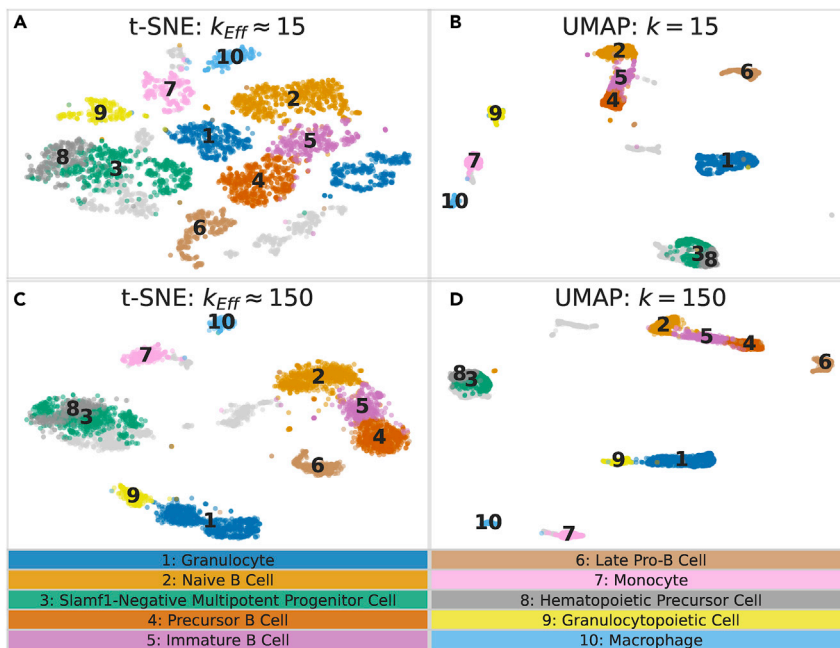 A
t-SNE: k_Eff ≈ 15
10
7
2
9
1
5
8
3
4
6
B
UMAP: k = 15
2
6
5
4
9
7
1
10
3
8
C
t-SNE: k_Eff ≈ 150
10
7
2
8
5
3
4
6
9
1
D
UMAP: k = 150
2
5
4
6
8
3
9
1
10
7
1: Granulocyte
2: Naive B Cell
3: Slamf1-Negative Multipotent Progenitor Cell
4: Precursor B Cell
5: Immature B Cell
6: Late Pro-B Cell
7: Monocyte
8: Hematopoietic Precursor Cell
9: Granulocytopoietic Cell
10: Macrophage